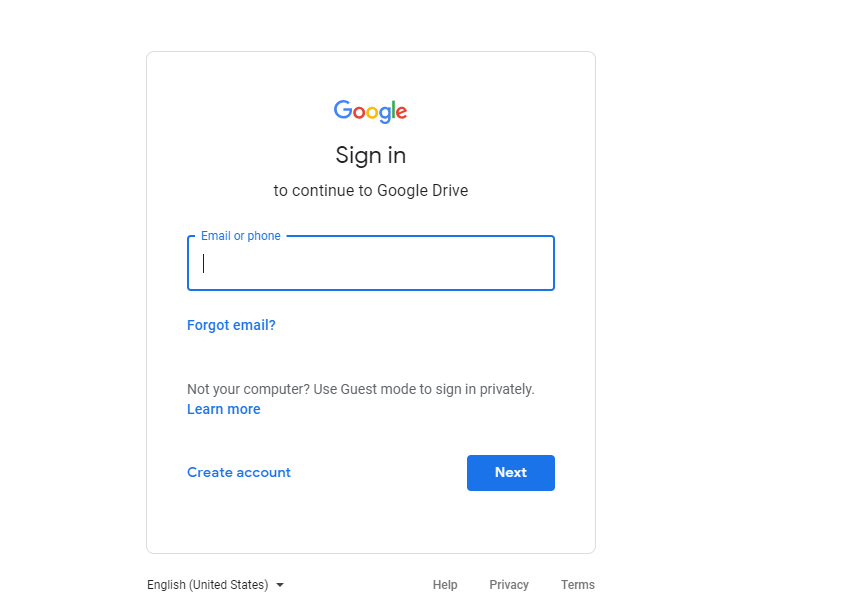 Google
Sign in
to continue to Google Drive
Email or phone
Forgot email?
Not your computer? Use Guest mode to sign in privately.
Learn more
Create account
Next
English (United States)
Help
Privacy
Terms